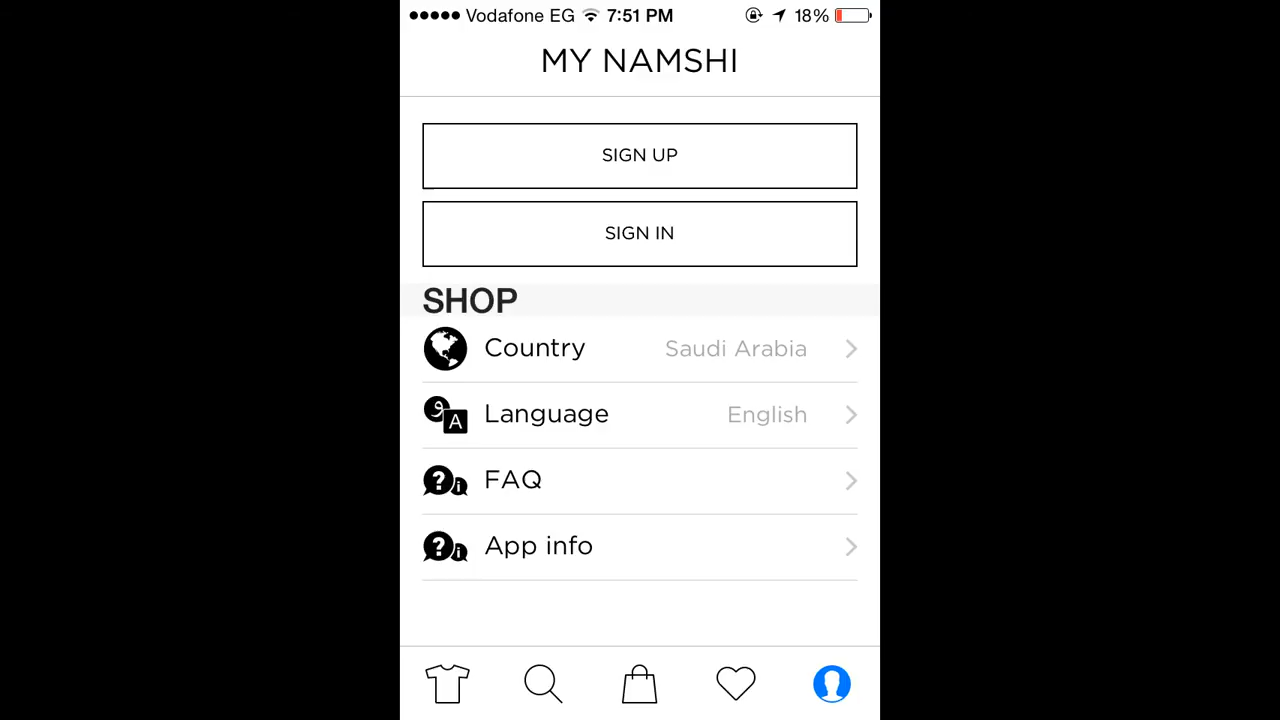 Vodafone EG 7:51 PM 18%
MY NAMSHI
SIGN UP
SIGN IN
SHOP
Country Saudi Arabia
Language English
FAQ
App info